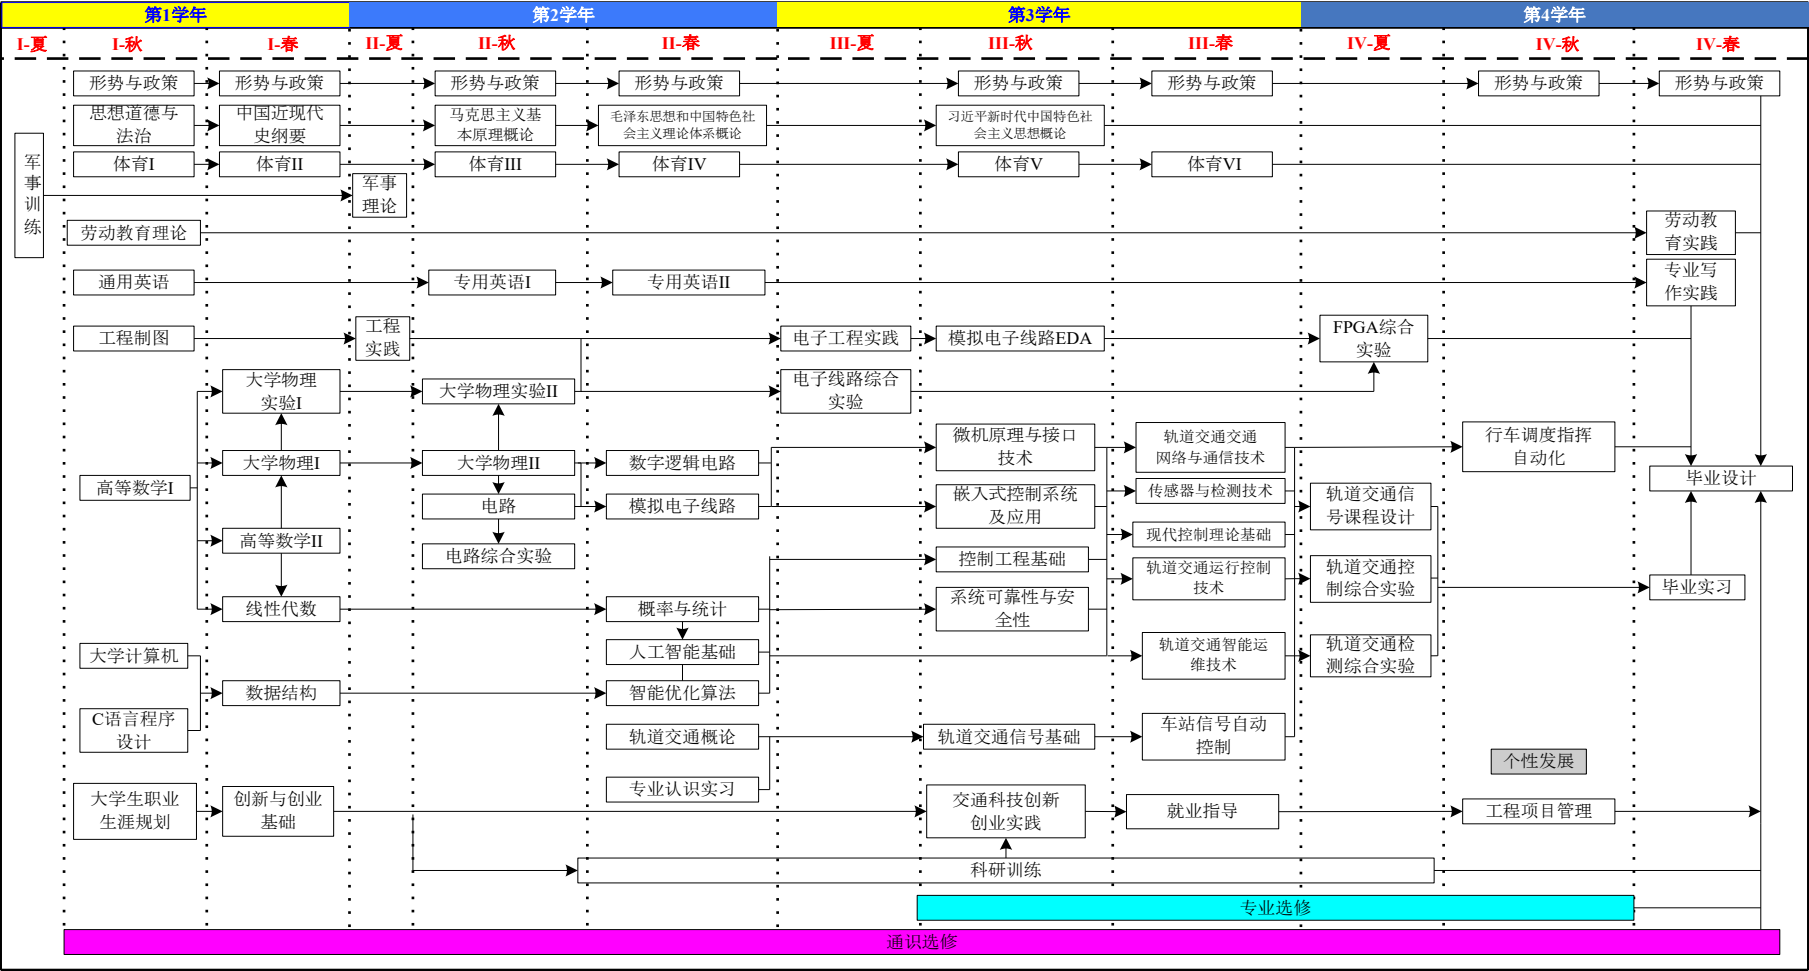 第1学年
第2学年
第3学年
第4学年
I-夏
I-秋
I-春
II-夏
II-秋
II-春
III-夏
III-秋
III-春
IV-夏
IV-秋
IV-春
形势与政策
形势与政策
形势与政策
形势与政策
形势与政策
形势与政策
形势与政策
形势与政策
思想道德与
法治
中国近现代
史纲要
马克思主义基
本原理概论
毛泽东思想和中国特色社
会主义理论体系概论
习近平新时代中国特色社
会主义思想概论
军
事
训
练
体育I
体育II
体育III
体育IV
体育V
体育VI
军事
理论
劳动教育理论
劳动教
育实践
通用英语
专用英语I
专用英语II
专业写
作实践
工程制图
工程
实践
电子工程实践
模拟电子线路EDA
FPGA综合
实验
大学物理
实验I
大学物理实验II
电子线路综合
实验
高等数学I
大学物理I
大学物理II
数字逻辑电路
微机原理与接口
技术
轨道交通交通
网络与通信技术
行车调度指挥
自动化
毕业设计
电路
模拟电子线路
嵌入式控制系统
及应用
传感器与检测技术
轨道交通信
号课程设计
高等数学II
电路综合实验
控制工程基础
现代控制理论基础
轨道交通运行控制
技术
轨道交通控
制综合实验
毕业实习
线性代数
概率与统计
系统可靠性与安
全性
大学计算机
人工智能基础
轨道交通智能运
维技术
轨道交通检
测综合实验
数据结构
智能优化算法
C语言程序
设计
轨道交通概论
轨道交通信号基础
车站信号自动
控制
个性发展
专业认识实习
大学生职业
生涯规划
创新与创业
基础
交通科技创新
创业实践
就业指导
工程项目管理
科研训练
专业选修
通识选修